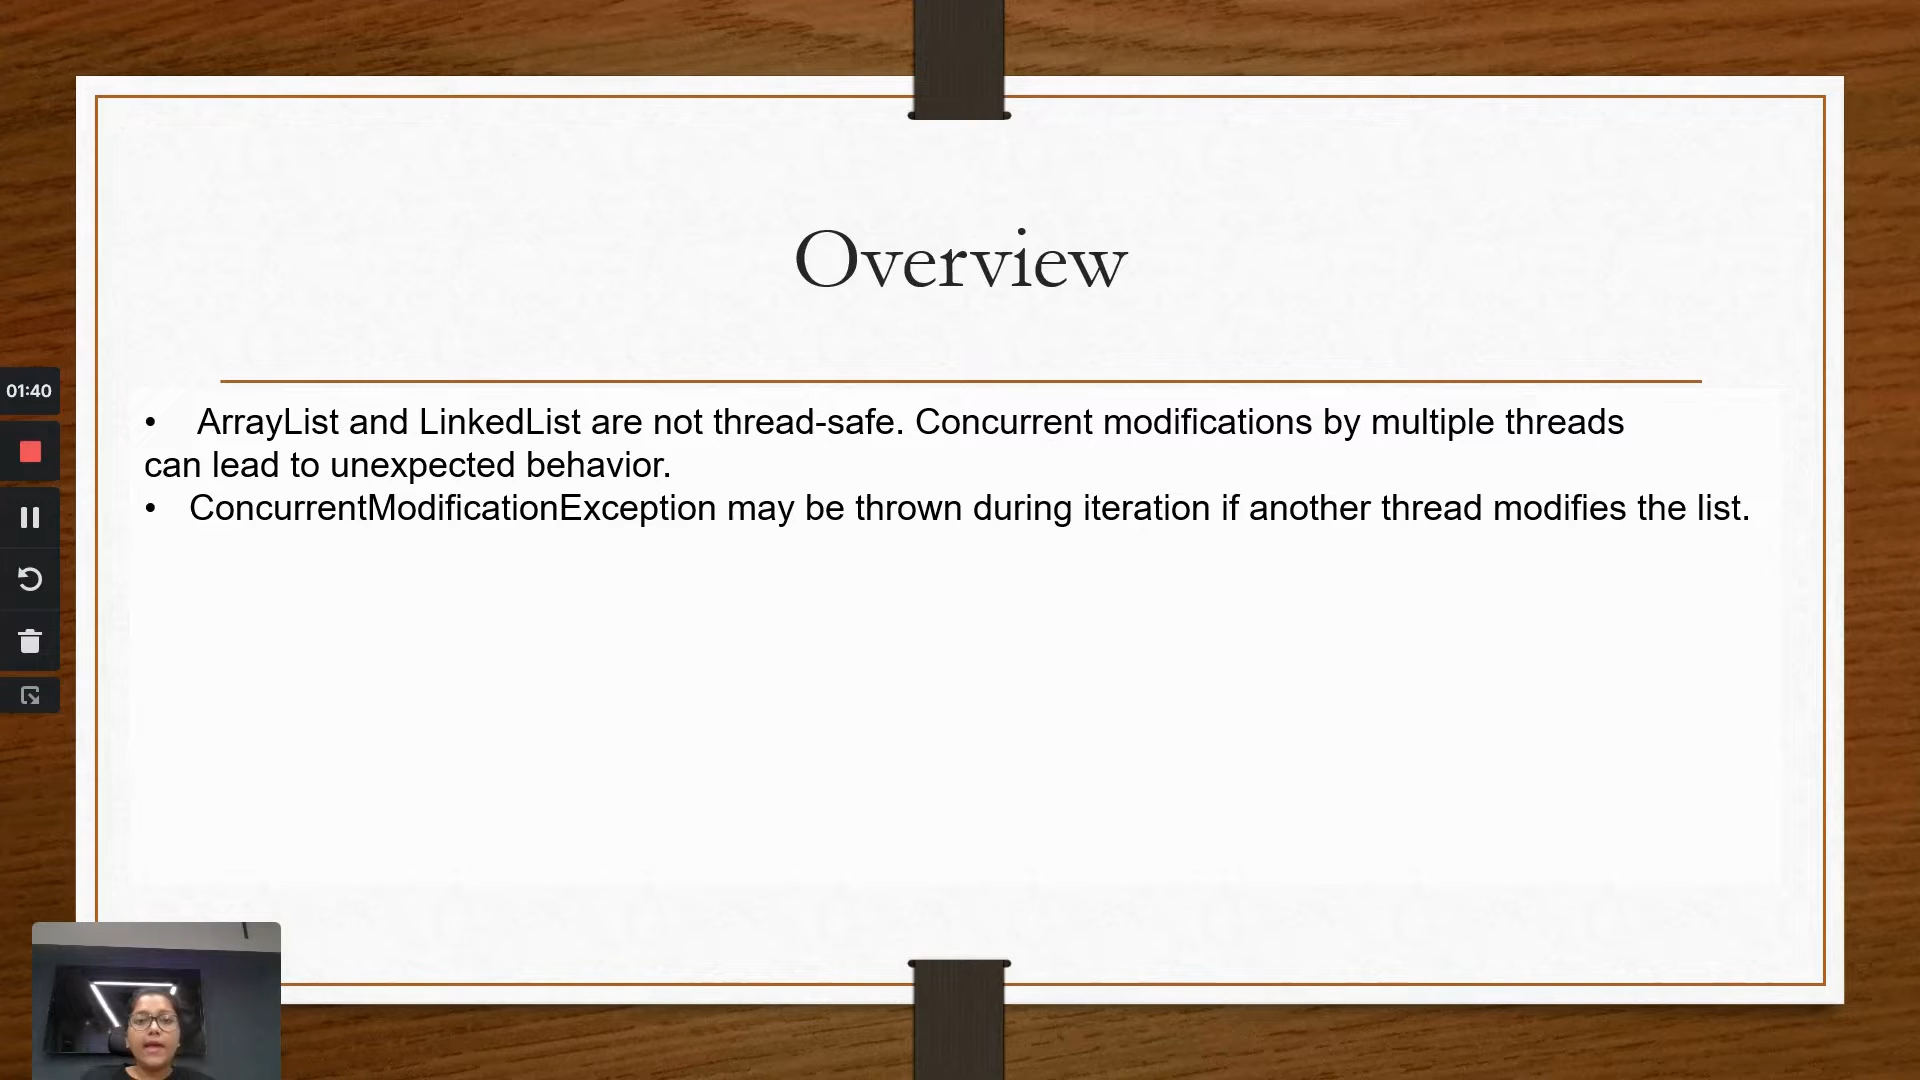 Overview
• ArrayList and LinkedList are not thread-safe. Concurrent modifications by multiple threads
can lead to unexpected behavior.
• ConcurrentModificationException may be thrown during iteration if another thread modifies the list.
01:40